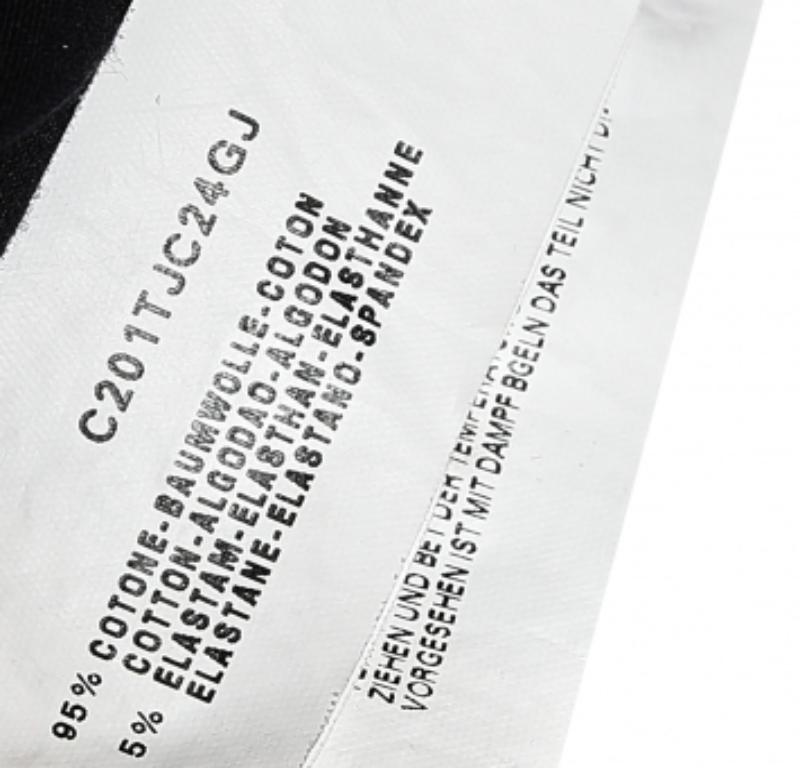 C201TJC24GJ
95% COTONE-BAUMWOLLE-COTON
COTTON-ALGODAO-ALGODON
5% ELASTAM-ELASTHAN-ELASTHANNE
ELASTANE-ELASTANO-SPANDEX
ZIEHEN UND BEI DER
VORGESEHEN IST MIT DAMPF BGELN DAS TEIL NICHT